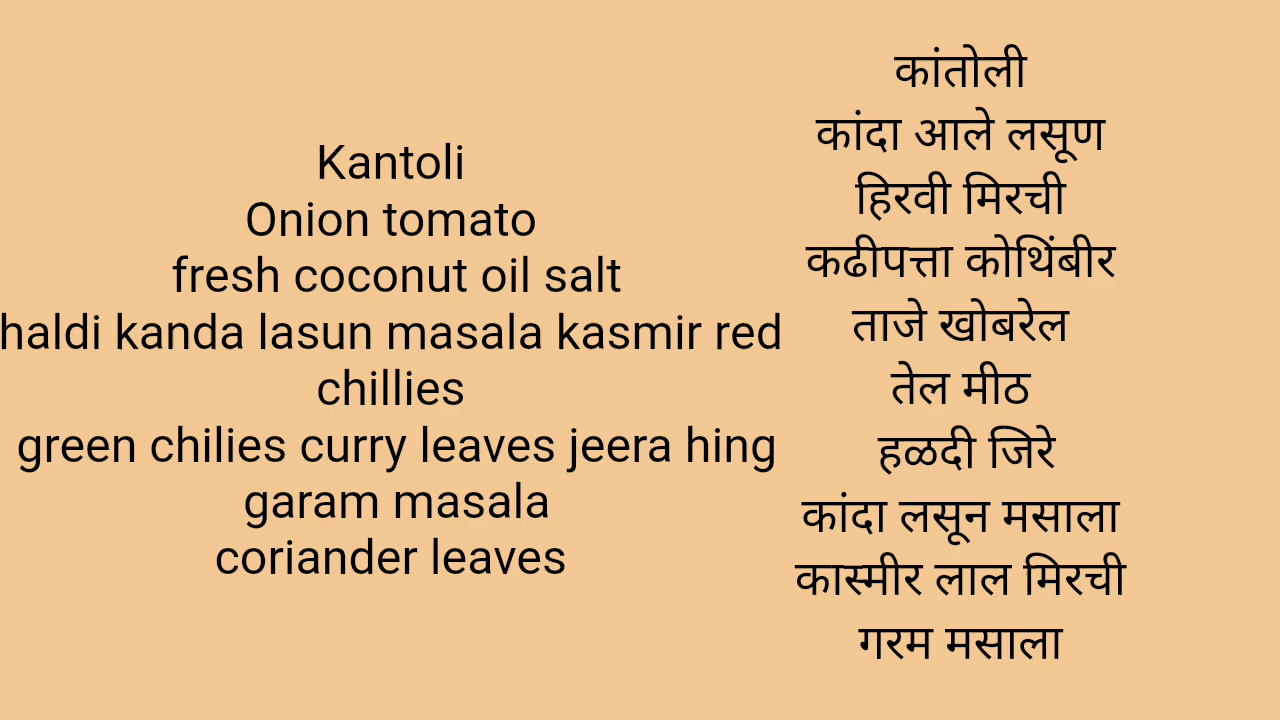 Kantoli
Onion tomato
fresh coconut oil salt
haldi kanda lasun masala kasmir red
chillies
green chilies curry leaves jeera hing
garam masala
coriander leaves
कांतोली
कांदा आले लसूण
हिरवी मिरची
कढीपत्ता कोथिंबीर
ताजे खोबरेल
तेल मीठ
हळदी जिरे
कांदा लसून मसाला
कास्मीर लाल मिरची
गरम मसाला